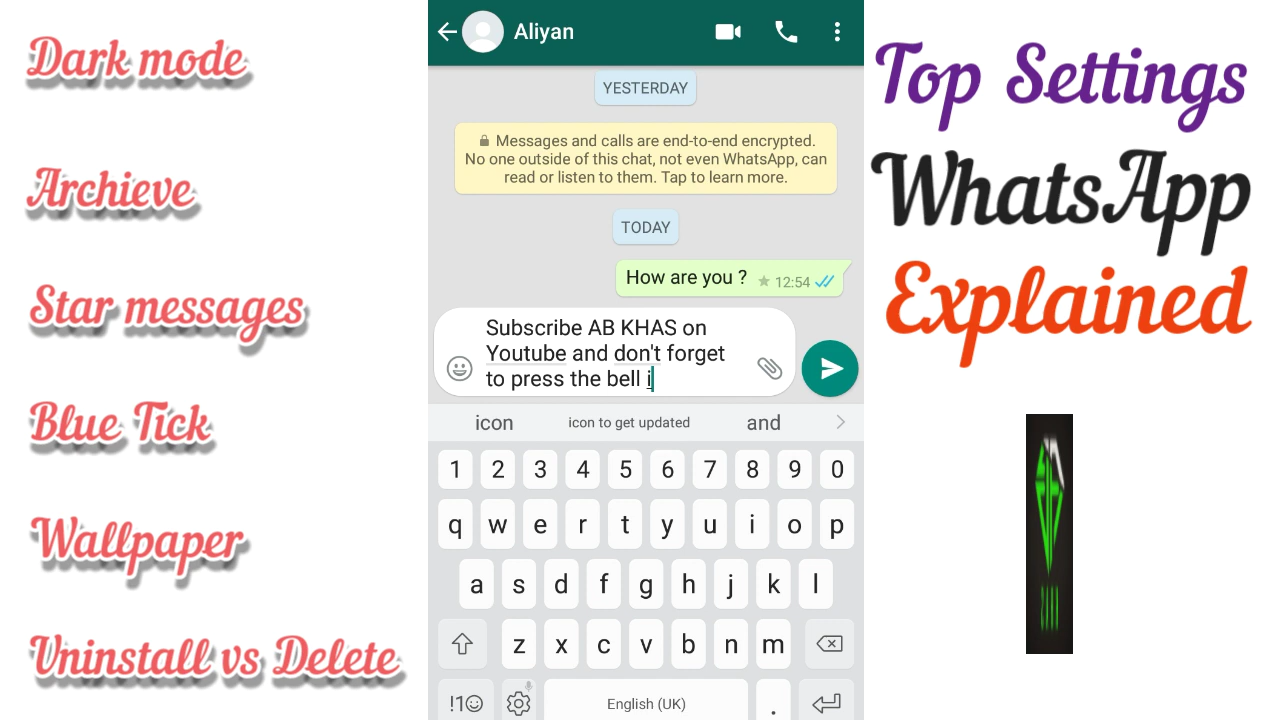 Dark mode
Archieve
Star messages
Blue Tick
Wallpaper
Uninstall vs Delete
Aliyan
YESTERDAY
Messages and calls are end-to-end encrypted.
No one outside of this chat, not even WhatsApp, can
read or listen to them. Tap to learn more.
TODAY
How are you ? 12:54
Subscribe AB KHAS on
Youtube and don't forget
to press the bell i
icon icon to get updated and
1 2 3 4 5 6 7 8 9 0
q w e r t y u i o p
a s d f g h j k l
z x c v b n m
!1 English (UK) .
Top Settings
WhatsApp
Explained